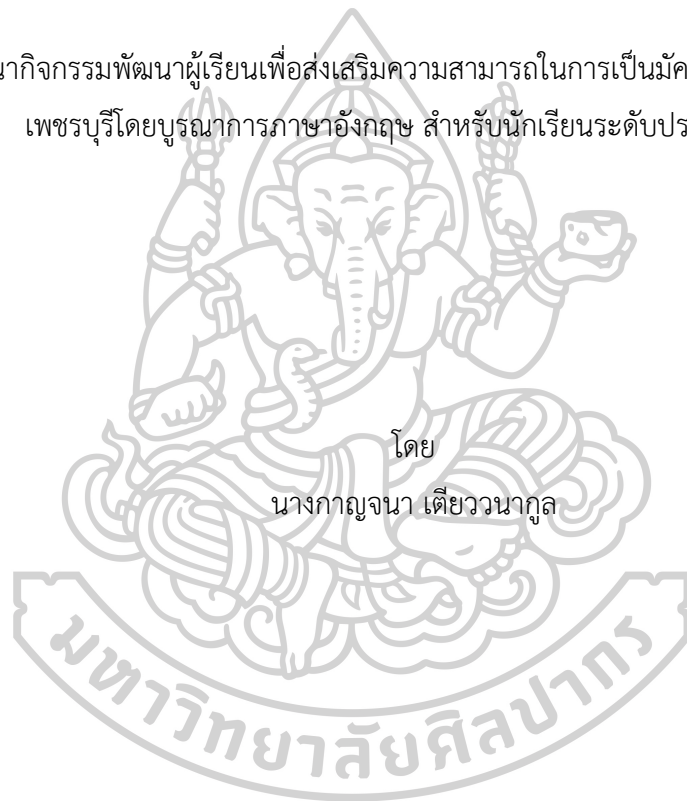 นากิจกรรมพัฒนาผู้เรียนเพื่อส่งเสริมความสามารถในการเป็นมัค
เพชรบุรีโดยบูรณาการภาษาอังกฤษ สำหรับนักเรียนระดับประ
โดย
นางกาญจนา เตียววนากูล
มหาวิทยาลัยศิลปากร